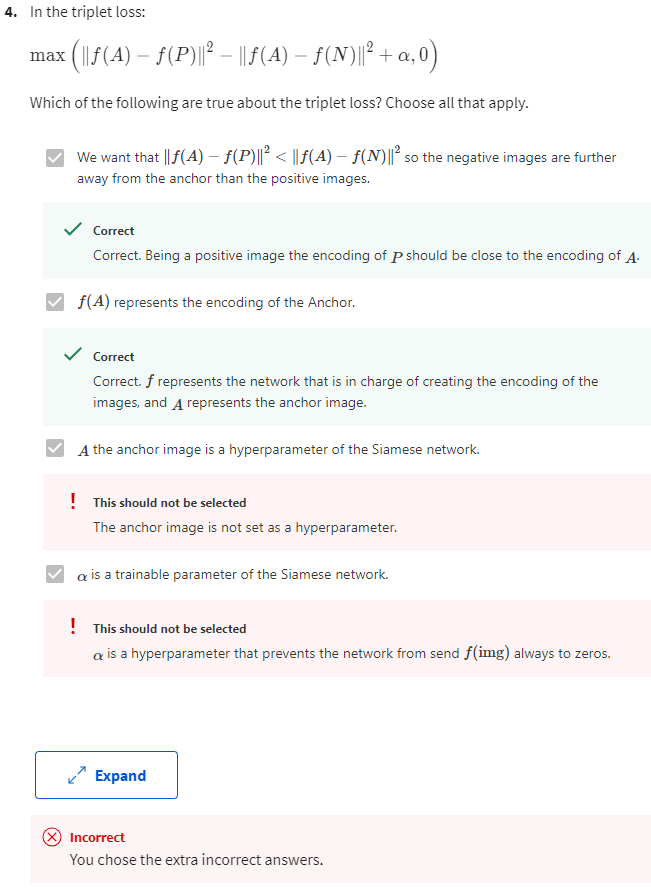 4. In the triplet loss:
max (‖f(A) − f(P)‖² − ‖f(A) − f(N)‖² + α, 0)
Which of the following are true about the triplet loss? Choose all that apply.
We want that ‖f(A) − f(P)‖² < ‖f(A) − f(N)‖² so the negative images are further
away from the anchor than the positive images.
Correct
Correct. Being a positive image the encoding of P should be close to the encoding of A.
f(A) represents the encoding of the Anchor.
Correct
Correct. f represents the network that is in charge of creating the encoding of the
images, and A represents the anchor image.
A the anchor image is a hyperparameter of the Siamese network.
! This should not be selected
The anchor image is not set as a hyperparameter.
α is a trainable parameter of the Siamese network.
! This should not be selected
α is a hyperparameter that prevents the network from send f(img) always to zeros.
Expand
Incorrect
You chose the extra incorrect answers.